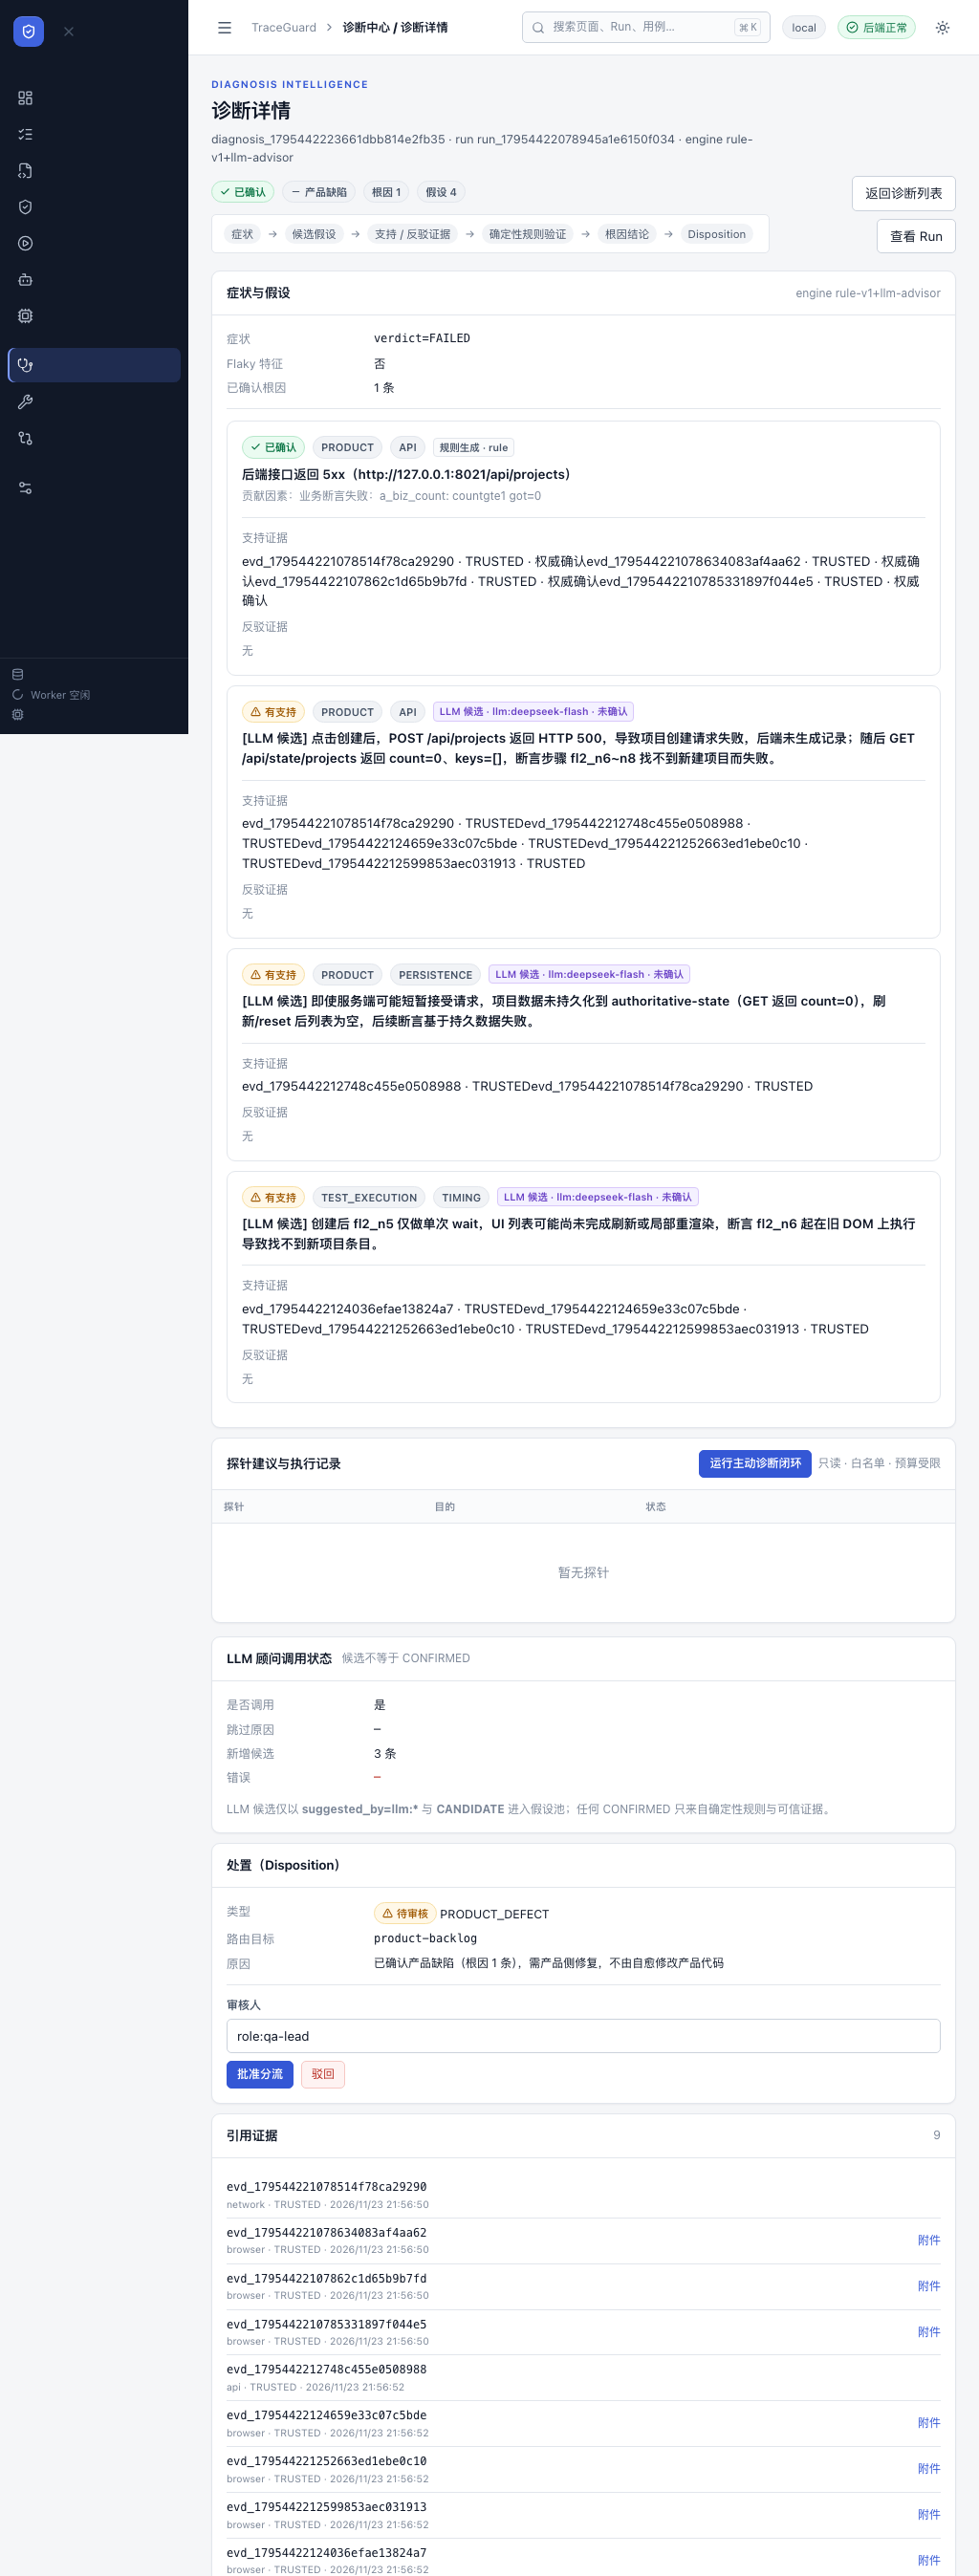 TraceGuard > 诊断中心 / 诊断详情
搜索页面、Run、用例...
⌘ K
local
后端正常
DIAGNOSIS INTELLIGENCE
诊断详情
diagnosis_1795442223661dbb814e2fb35 · run run_17954422078945a1e6150f034 · engine rule-
v1+llm-advisor
已确认
— 产品缺陷
根因 1
假设 4
返回诊断列表
症状 → 候选假设 → 支持 / 反驳证据 → 确定性规则验证 → 根因结论 → Disposition
查看 Run
症状与假设
engine rule-v1+llm-advisor
症状 verdict=FAILED
Flaky 特征 否
已确认根因 1 条
已确认 PRODUCT API 规则生成 · rule
后端接口返回 5xx（http://127.0.0.1:8021/api/projects）
贡献因素：业务断言失败：a_biz_count: countgte1 got=0
支持证据
evd_179544221078514f78ca29290 · TRUSTED · 权威确认evd_179544221078634083af4aa62 · TRUSTED · 权威确
认evd_17954422107862c1d65b9b7fd · TRUSTED · 权威确认evd_179544221078533​1897f044e5 · TRUSTED · 权威
确认
反驳证据
无
有支持 PRODUCT API LLM 候选 · llm:deepseek-flash · 未确认
[LLM 候选] 点击创建后，POST /api/projects 返回 HTTP 500，导致项目创建请求失败，后端未生成记录；随后 GET
/api/state/projects 返回 count=0、keys=[]，断言步骤 fl2_n6~n8 找不到新建项目而失败。
支持证据
evd_179544221078514f78ca29290 · TRUSTEDevd_1795442212748c455e0508988 ·
TRUSTEDevd_17954422124659e33c07c5bde · TRUSTEDevd_179544221252663ed1ebe0c10 ·
TRUSTEDevd_1795442212599853aec031913 · TRUSTED
反驳证据
无
有支持 PRODUCT PERSISTENCE LLM 候选 · llm:deepseek-flash · 未确认
[LLM 候选] 即使服务端可能短暂接受请求，项目数据未持久化到 authoritative-state（GET 返回 count=0），刷
新/reset 后列表为空，后续断言基于持久数据失败。
支持证据
evd_1795442212748c455e0508988 · TRUSTEDevd_179544221078514f78ca29290 · TRUSTED
反驳证据
无
有支持 TEST_EXECUTION TIMING LLM 候选 · llm:deepseek-flash · 未确认
[LLM 候选] 创建后 fl2_n5 仅做单次 wait，UI 列表可能尚未完成刷新或局部重渲染，断言 fl2_n6 起在旧 DOM 上执行
导致找不到新项目条目。
支持证据
evd_17954422124036efae13824a7 · TRUSTEDevd_17954422124659e33c07c5bde ·
TRUSTEDevd_179544221252663ed1ebe0c10 · TRUSTEDevd_1795442212599853aec031913 · TRUSTED
反驳证据
无
Worker 空闲
探针建议与执行记录
运行主动诊断闭环
只读 · 白名单 · 预算受限
探针 目的 状态
暂无探针
LLM 顾问调用状态 候选不等于 CONFIRMED
是否调用 是
跳过原因 —
新增候选 3 条
错误 —
LLM 候选仅以 suggested_by=llm:* 与 CANDIDATE 进入假设池；任何 CONFIRMED 只来自确定性规则与可信证据。
处置（Disposition）
类型 待审核 PRODUCT_DEFECT
路由目标 product-backlog
原因 已确认产品缺陷（根因 1 条），需产品侧修复，不由自愈修改产品代码
审核人
role:qa-lead
批准分流 驳回
引用证据 9
evd_179544221078514f78ca29290
network · TRUSTED · 2026/11/23 21:56:50
evd_179544221078634083af4aa62
browser · TRUSTED · 2026/11/23 21:56:50
附件
evd_17954422107862c1d65b9b7fd
browser · TRUSTED · 2026/11/23 21:56:50
附件
evd_1795442210785331897f044e5
browser · TRUSTED · 2026/11/23 21:56:50
附件
evd_1795442212748c455e0508988
api · TRUSTED · 2026/11/23 21:56:52
evd_17954422124659e33c07c5bde
browser · TRUSTED · 2026/11/23 21:56:52
附件
evd_179544221252663ed1ebe0c10
browser · TRUSTED · 2026/11/23 21:56:52
附件
evd_1795442212599853aec031913
browser · TRUSTED · 2026/11/23 21:56:52
附件
evd_17954422124036efae13824a7
browser · TRUSTED · 2026/11/23 21:56:52
附件